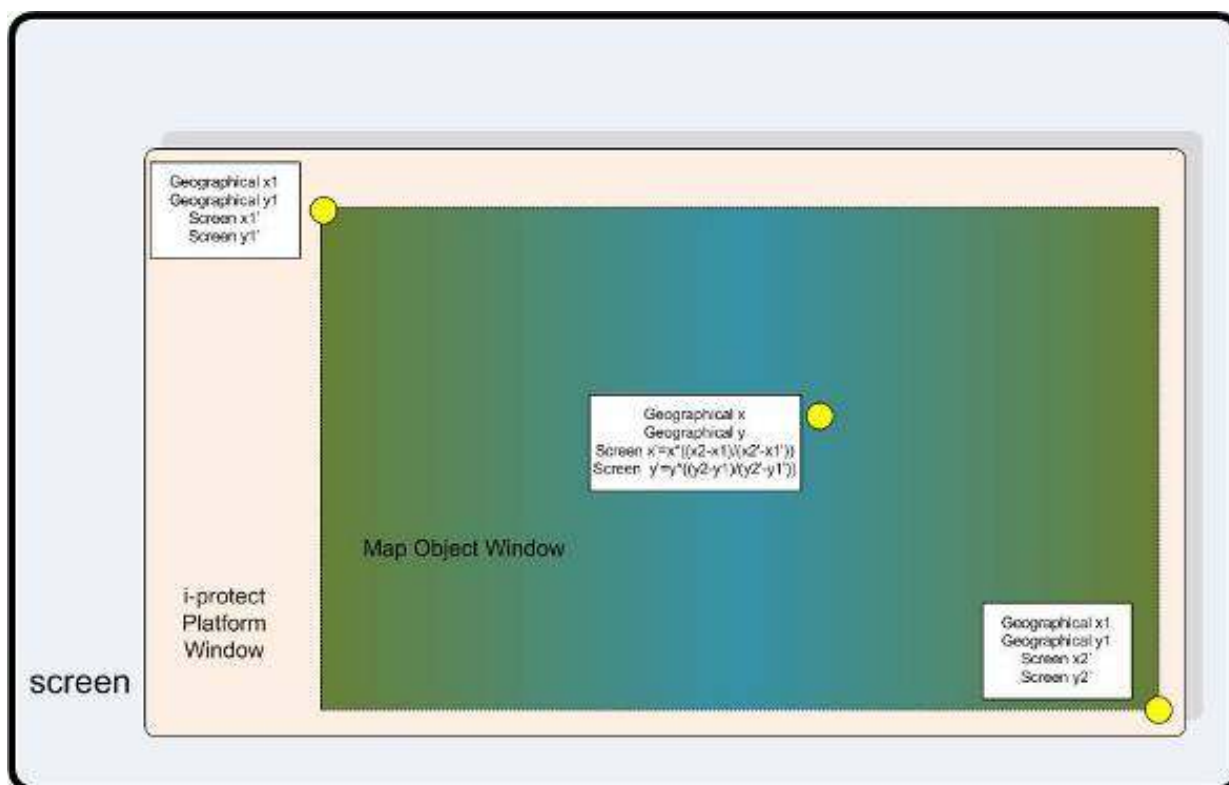 Geographical x1
Geographical y1
Screen x1'
Screen y1'
Geographical x
Geographical y
Screen x'=x*((x2-x1)/(x2'-x1'))
Screen y'=y*((y2-y1)/(y2'-y1'))
Map Object Window
i-protect
Platform
Window
Geographical x1
Geographical y1
Screen x2'
Screen y2'
screen